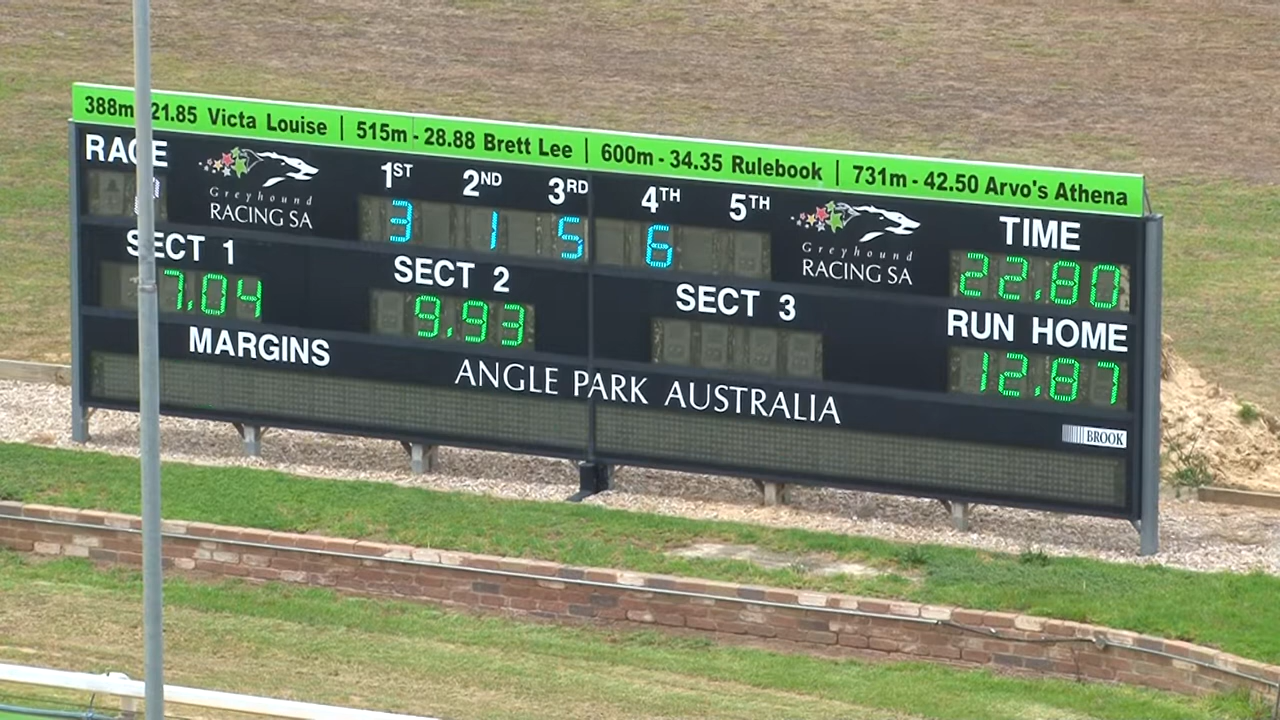 388m 21.85 Victa Louise | 515m - 28.88 Brett Lee | 600m - 34.35 Rulebook | 731m - 42.50 Arvo's Athena
RACE
Greyhound
RACING SA
1ST 2ND 3RD 4TH 5TH
3 1 5 6
Greyhound
RACING SA
TIME
22.80
SECT 1
7.04
SECT 2
9.93
SECT 3
RUN HOME
12.87
MARGINS
ANGLE PARK AUSTRALIA
BROOK